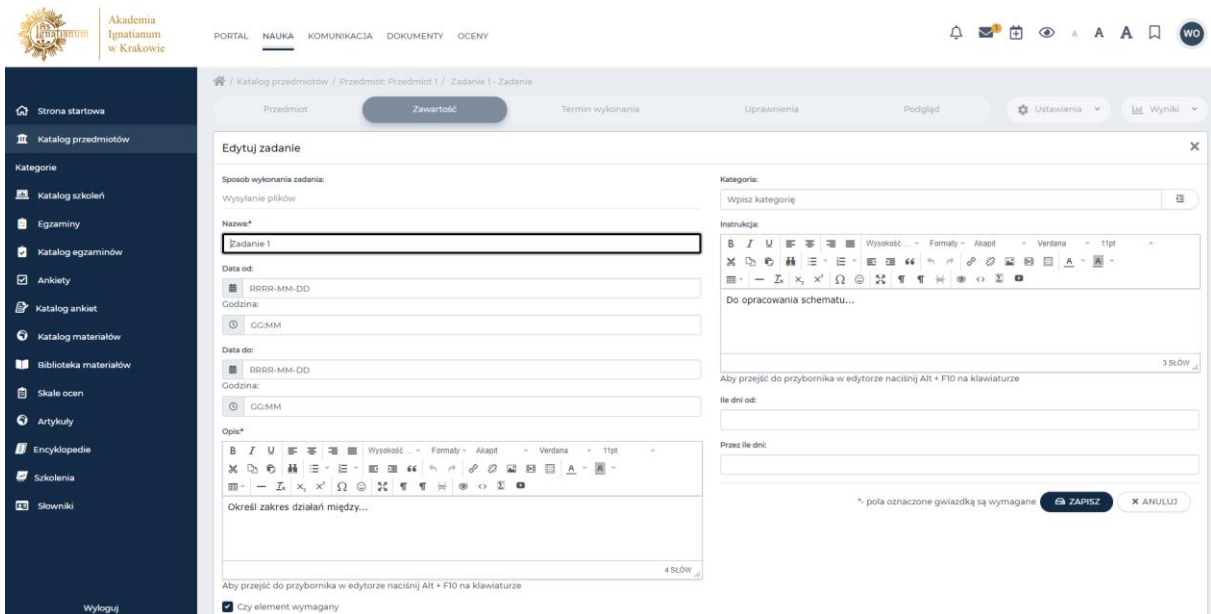 Ignatianum
Akademia
Ignatianum
w Krakowie
PORTAL NAUKA KOMUNIKACJA DOKUMENTY OCENY
1 A A A WO
/ Katalog przedmiotów / Przedmiot: Przedmiot 1 / Zadanie 1 - Zadanie
Przedmiot Zawartość Termin wykonania Uprawnienia Podgląd Ustawienia Wyniki
Strona startowa
Katalog przedmiotów
Kategorie
Katalog szkoleń
Egzaminy
Katalog egzaminów
Ankiety
Katalog ankiet
Katalog materiałów
Biblioteka materiałów
Skale ocen
Artykuły
Encyklopedie
Szkolenia
Słowniki
Wyloguj
Edytuj zadanie
Sposob wykonania zadania:
Wysyłanie plików
Nazwa:*
Zadanie 1
Data od:
RRRR-MM-DD
Godzina:
GG:MM
Data do:
RRRR-MM-DD
Godzina:
GG:MM
Opis:*
B I U Wysokość ... Formaty Akapit Verdana 11pt
Określ zakres działań między...
4 SŁÓW
Aby przejść do przybornika w edytorze naciśnij Alt + F10 na klawiaturze
Czy element wymagany
Kategoria:
Wpisz kategorię
Instrukcja:
B I U Wysokość ... Formaty Akapit Verdana 11pt
Do opracowania schematu...
3 SŁÓW
Aby przejść do przybornika w edytorze naciśnij Alt + F10 na klawiaturze
Ile dni od:
Przez ile dni:
*- pola oznaczone gwiazdką są wymagane ZAPISZ X ANULUJ